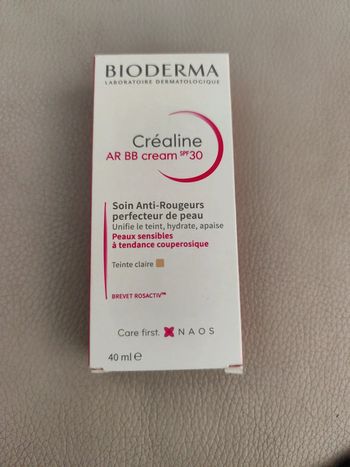 BIODERMA
LABORATOIRE DERMATOLOGIQUE
Créaline
AR BB cream SPF30
Soin Anti-Rougeurs
perfecteur de peau
Unifie le teint, hydrate, apaise
Peaux sensibles
à tendance couperosique
Teinte claire
BREVET ROSACTIV™
Care first. NAOS
40 ml ℮